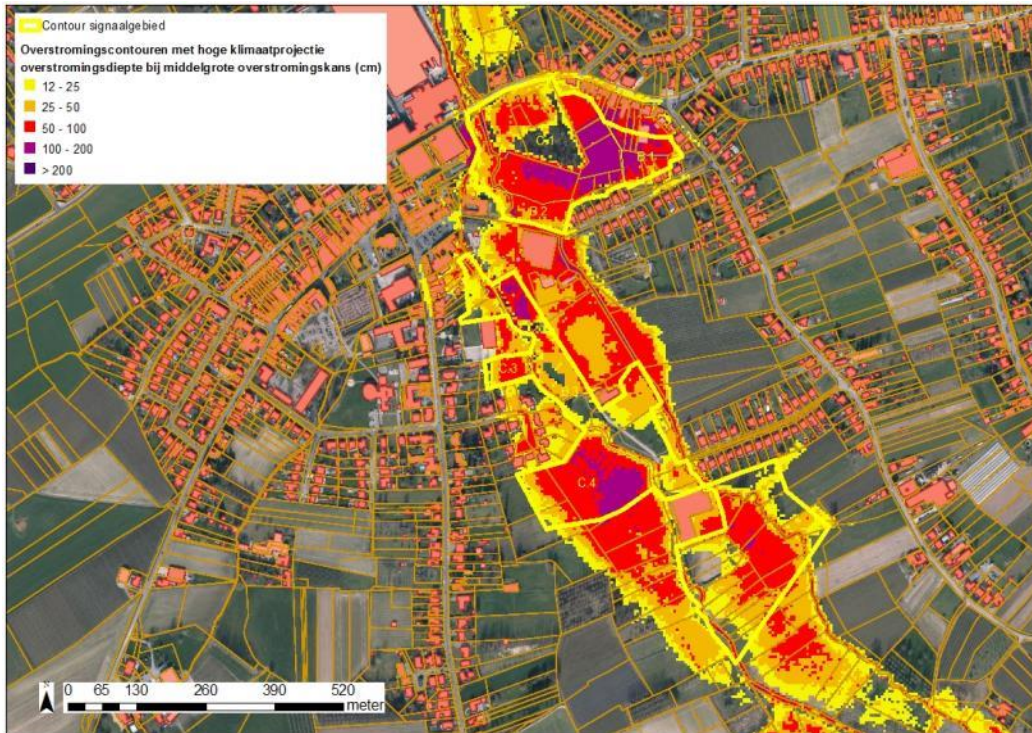 Contour signaalgebied
Overstromingscontouren met hoge klimaatprojectie
overstromingsdiepte bij middelgrote overstromingskans (cm)
12 - 25
25 - 50
50 - 100
100 - 200
> 200
C.1
C.3
C.4
N
0 65 130 260 390 520
meter